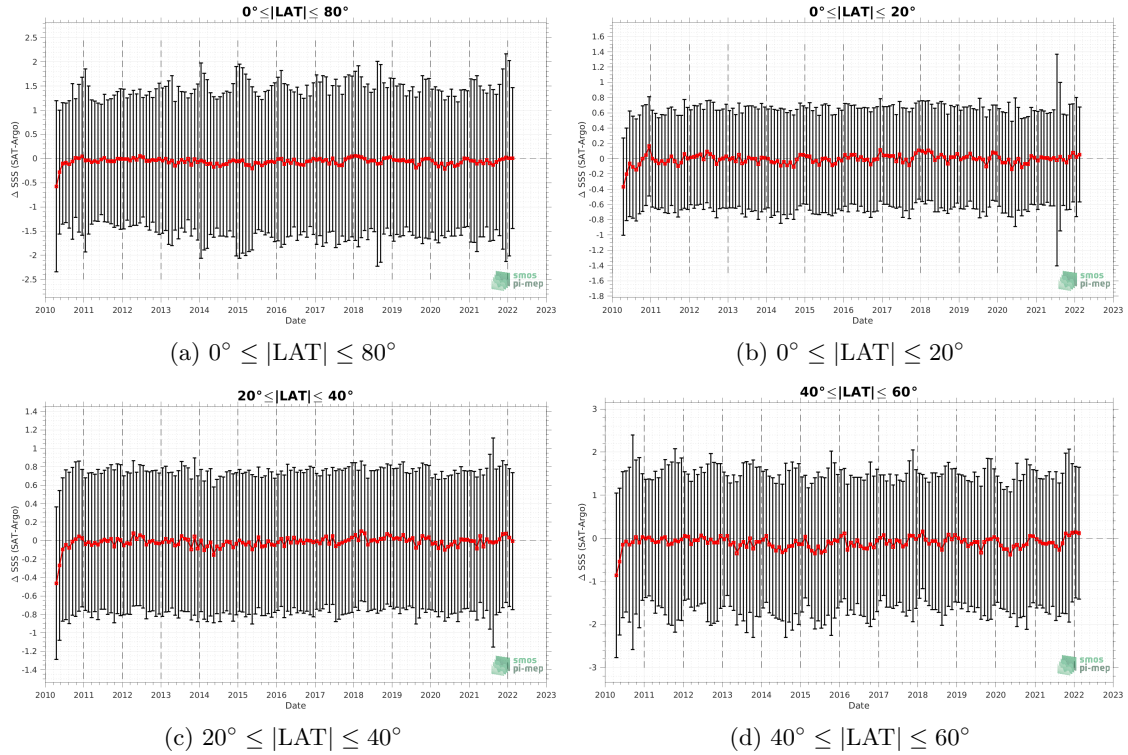 0°≤|LAT|≤ 80°
Δ SSS (SAT-Argo)
2.5
2
1.5
1
0.5
0
-0.5
-1
-1.5
-2
-2.5
2010 2011 2012 2013 2014 2015 2016 2017 2018 2019 2020 2021 2022 2023
Date
smos
pi-mep
(a) 0° ≤ |LAT| ≤ 80°
0°≤|LAT|≤ 20°
Δ SSS (SAT-Argo)
1.6
1.4
1.2
1
0.8
0.6
0.4
0.2
0
-0.2
-0.4
-0.6
-0.8
-1
-1.2
-1.4
-1.6
-1.8
2010 2011 2012 2013 2014 2015 2016 2017 2018 2019 2020 2021 2022 2023
Date
smos
pi-mep
(b) 0° ≤ |LAT| ≤ 20°
20°≤|LAT|≤ 40°
Δ SSS (SAT-Argo)
1.4
1.2
1
0.8
0.6
0.4
0.2
0
-0.2
-0.4
-0.6
-0.8
-1
-1.2
-1.4
2010 2011 2012 2013 2014 2015 2016 2017 2018 2019 2020 2021 2022 2023
Date
smos
pi-mep
(c) 20° ≤ |LAT| ≤ 40°
40°≤|LAT|≤ 60°
Δ SSS (SAT-Argo)
3
2
1
0
-1
-2
-3
2010 2011 2012 2013 2014 2015 2016 2017 2018 2019 2020 2021 2022 2023
Date
smos
pi-mep
(d) 40° ≤ |LAT| ≤ 60°